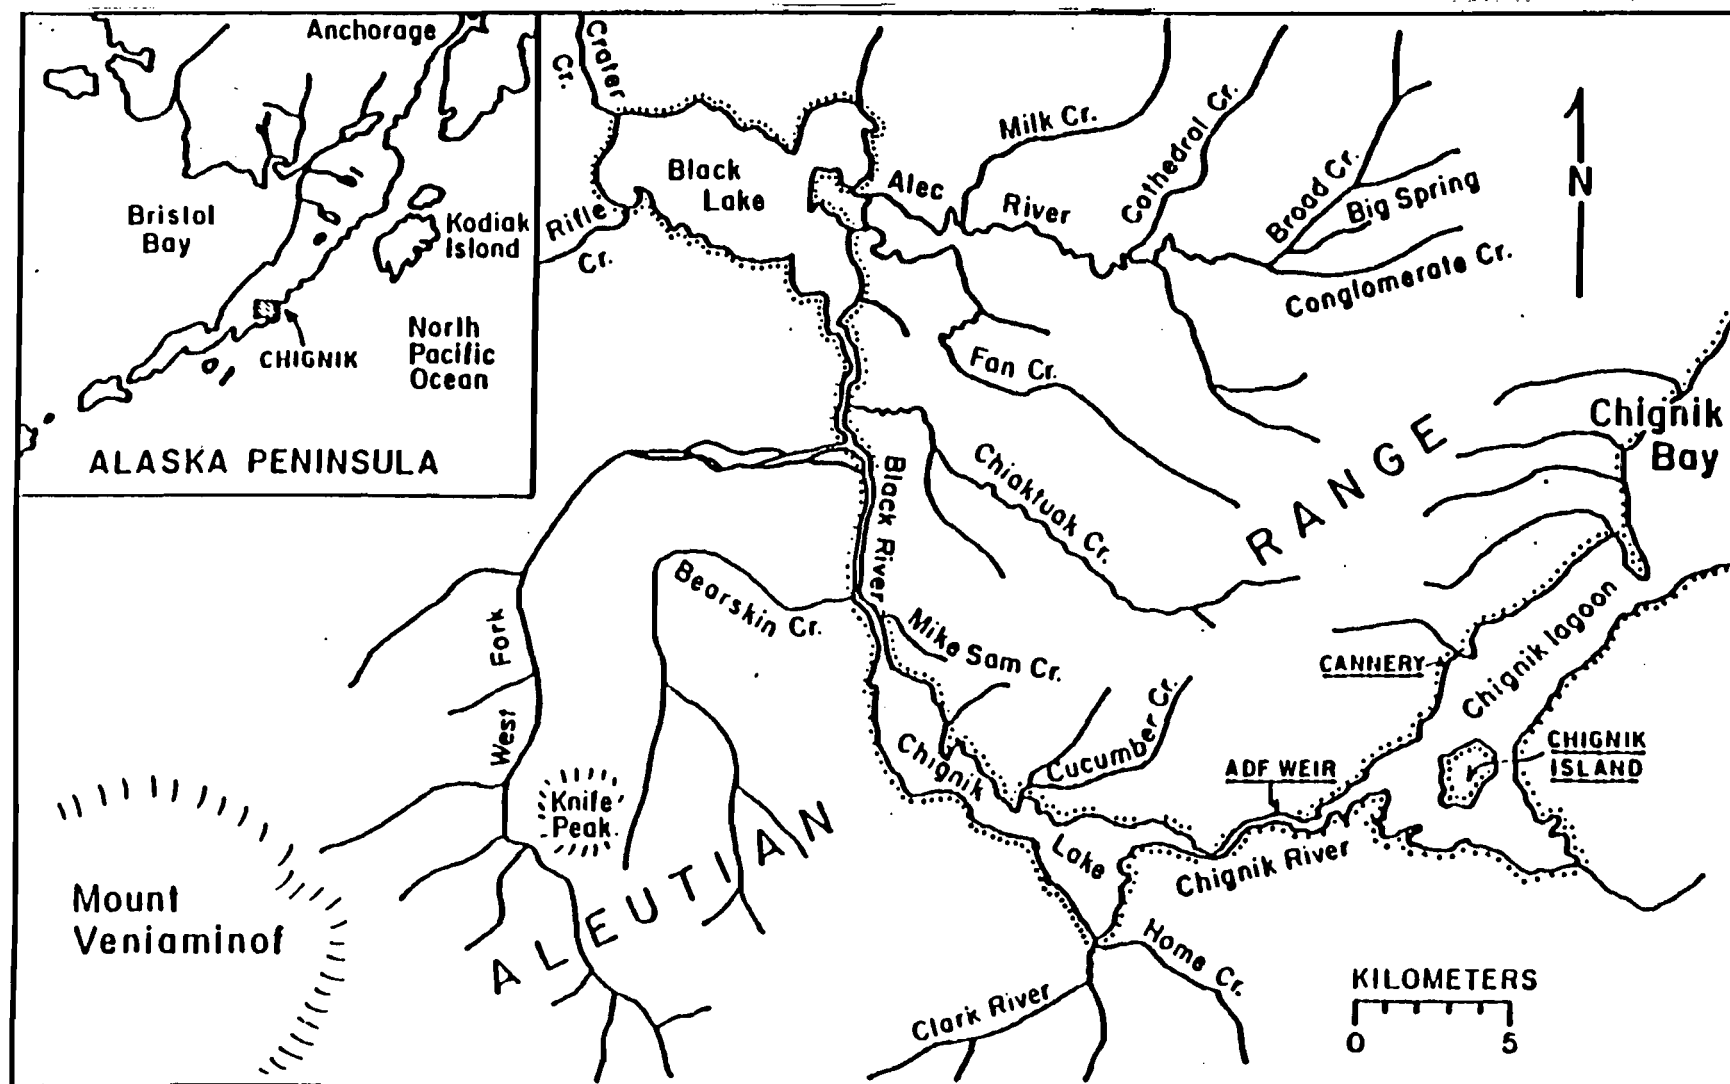 Anchorage
Bristol
Bay
Kodiak
Island
North
Pacific
Ocean
CHIGNIK
ALASKA PENINSULA
Crater
Cr.
Black
Lake
Rifle
Cr.
Alec
River
Milk Cr.
Cathedral Cr.
Broad Cr.
Big Spring
Conglomerate Cr.
N
Fan Cr.
Chignik
Bay
Black River
Chiaktuak Cr.
RANGE
Bearskin Cr.
Mike Sam Cr.
West Fork
CANNERY
Chignik lagoon
Cucumber Cr.
Chignik
Lake
ADF WEIR
CHIGNIK
ISLAND
Knife
Peak
ALEUTIAN
Chignik River
Mount
Veniaminof
Home Cr.
Clark River
KILOMETERS
0 5